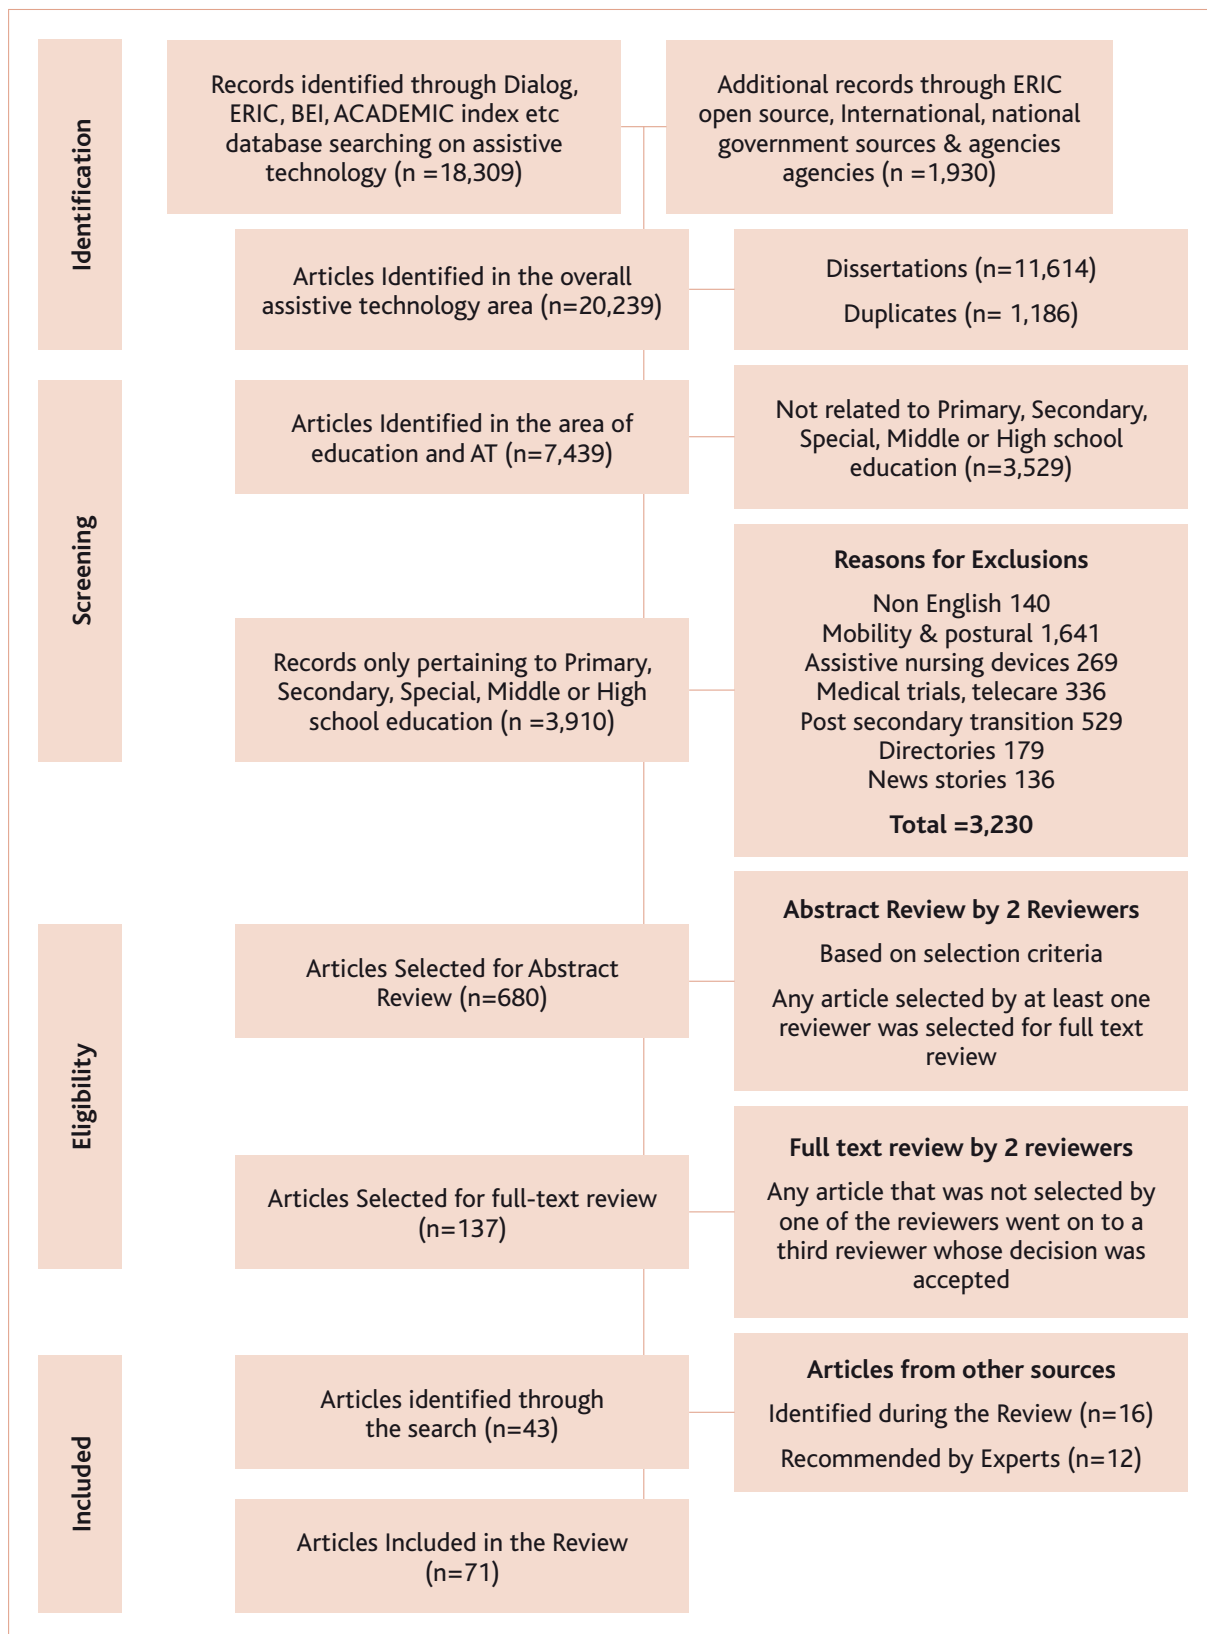 Identification
Records identified through Dialog,
ERIC, BEI, ACADEMIC index etc
database searching on assistive
technology (n =18,309)
Additional records through ERIC
open source, International, national
government sources & agencies
agencies (n =1,930)
Articles Identified in the overall
assistive technology area (n=20,239)
Dissertations (n=11,614)
Duplicates (n= 1,186)
Screening
Articles Identified in the area of
education and AT (n=7,439)
Not related to Primary, Secondary,
Special, Middle or High school
education (n=3,529)
Records only pertaining to Primary,
Secondary, Special, Middle or High
school education (n =3,910)
Reasons for Exclusions
Non English 140
Mobility & postural 1,641
Assistive nursing devices 269
Medical trials, telecare 336
Post secondary transition 529
Directories 179
News stories 136
Total =3,230
Eligibility
Articles Selected for Abstract
Review (n=680)
Abstract Review by 2 Reviewers
Based on selection criteria
Any article selected by at least one
reviewer was selected for full text
review
Articles Selected for full-text review
(n=137)
Full text review by 2 reviewers
Any article that was not selected by
one of the reviewers went on to a
third reviewer whose decision was
accepted
Included
Articles identified through
the search (n=43)
Articles from other sources
Identified during the Review (n=16)
Recommended by Experts (n=12)
Articles Included in the Review
(n=71)